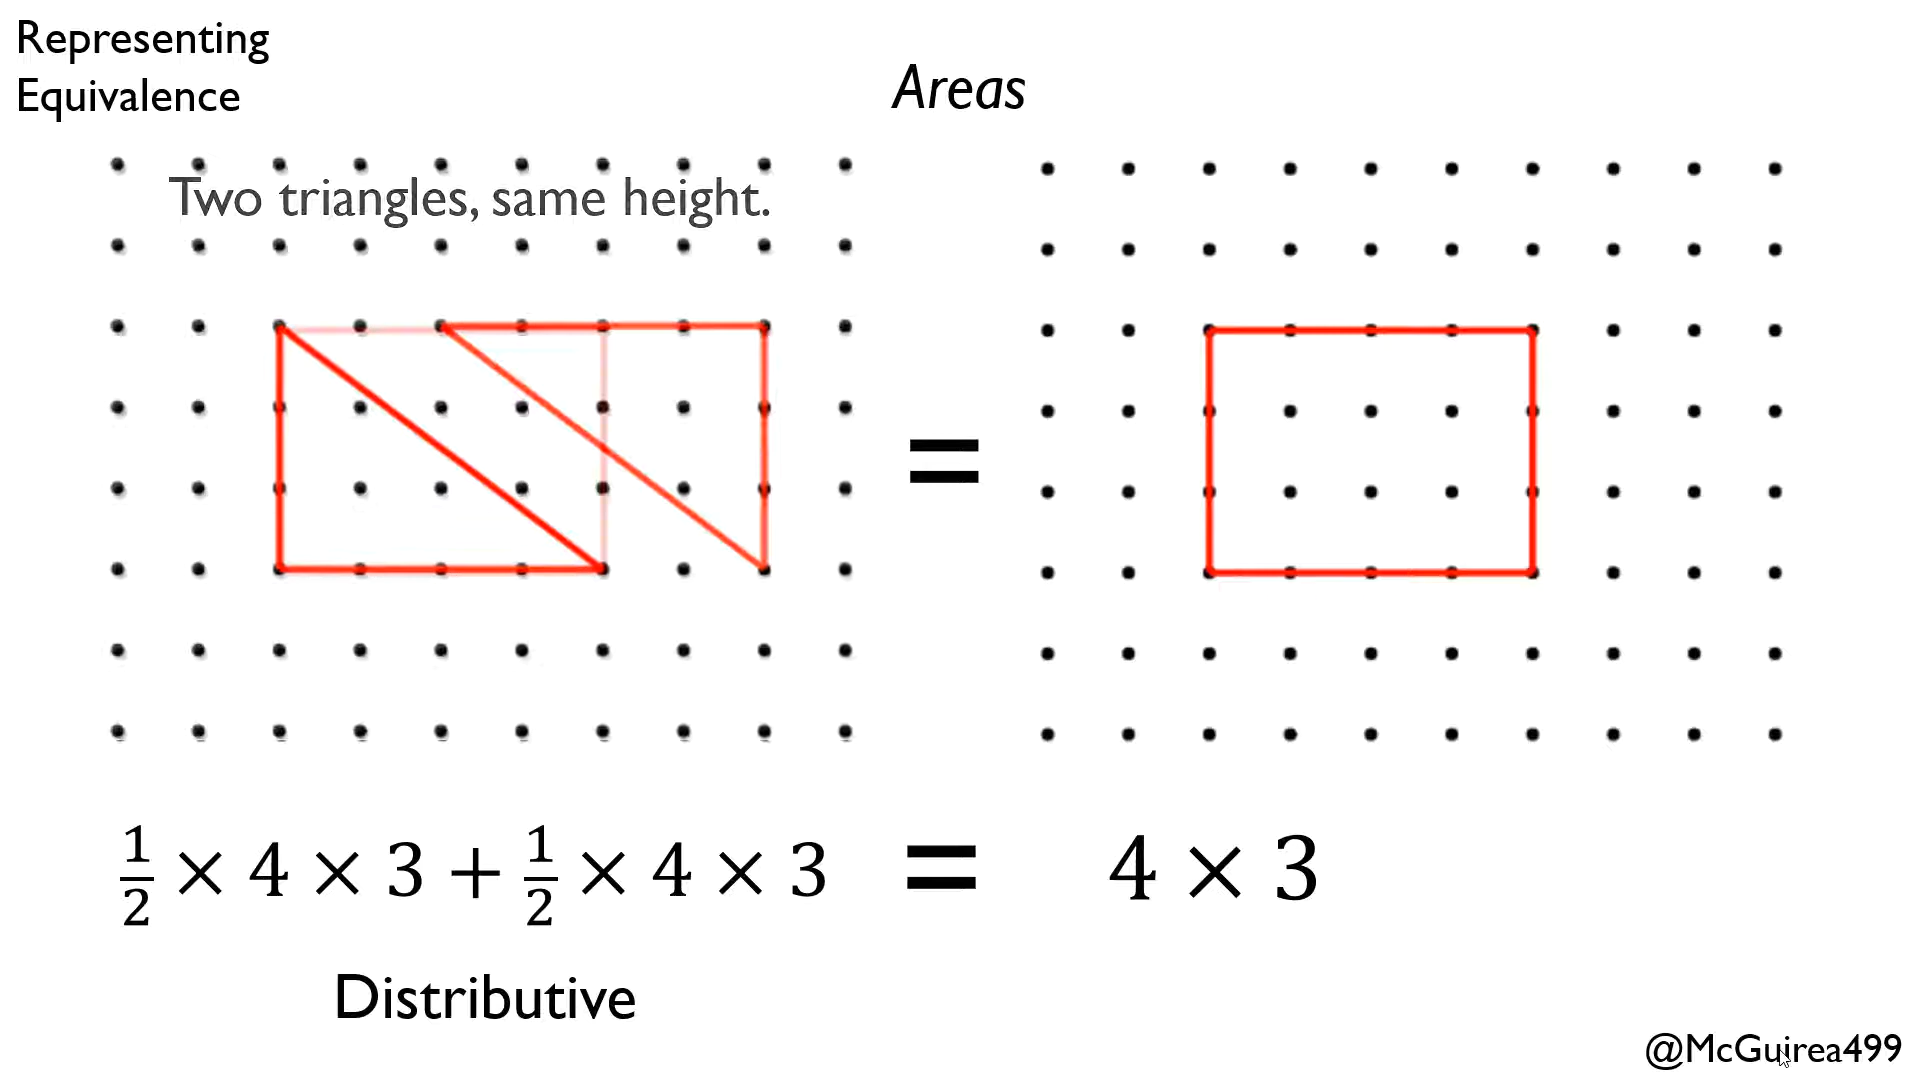 Representing
Equivalence
Areas
Two triangles, same height.
=
½ × 4 × 3 + ½ × 4 × 3 = 4 × 3
Distributive
@McGuirea499